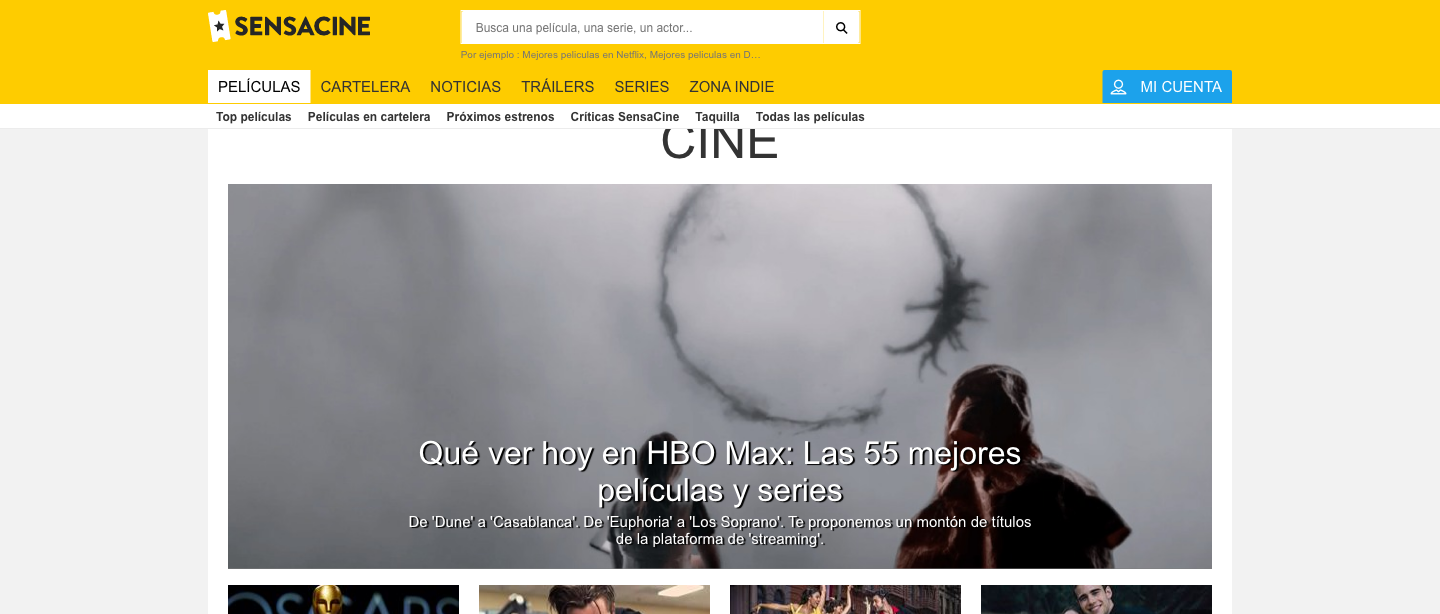 SENSACINE
Busca una película, una serie, un actor...
Por ejemplo : Mejores películas en Netflix, Mejores películas en D…
PELÍCULAS CARTELERA NOTICIAS TRÁILERS SERIES ZONA INDIE MI CUENTA
Top películas Películas en cartelera Próximos estrenos Críticas SensaCine Taquilla Todas las películas
CINE
Qué ver hoy en HBO Max: Las 55 mejores
películas y series
De 'Dune' a 'Casablanca'. De 'Euphoria' a 'Los Soprano'. Te proponemos un montón de títulos
de la plataforma de 'streaming'.
OSCARS